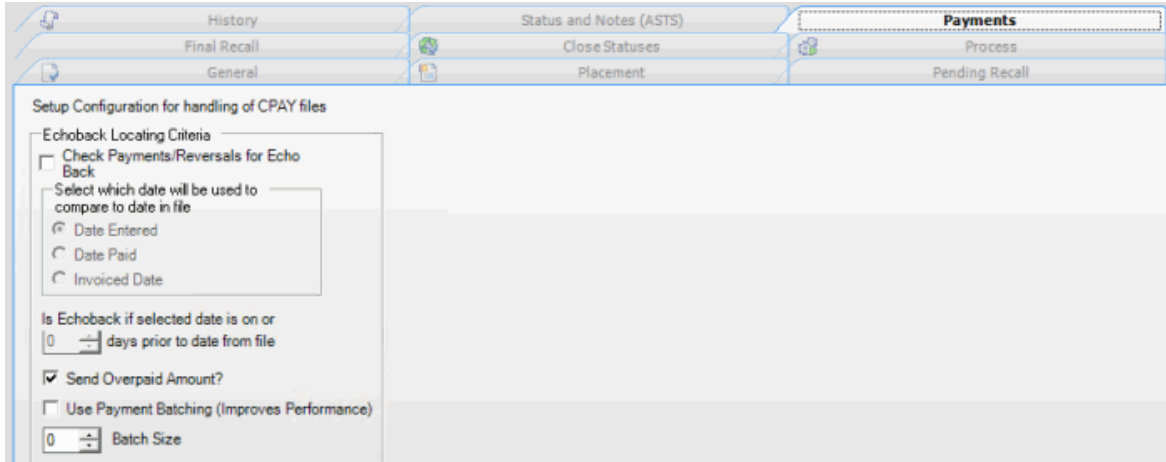 History
Status and Notes (ASTS)
Payments
Final Recall
Close Statuses
Process
General
Placement
Pending Recall
Setup Configuration for handling of CPAY files
Echoback Locating Criteria
Check Payments/Reversals for Echo
Back
Select which date will be used to
compare to date in file
Date Entered
Date Paid
Invoiced Date
Is Echoback if selected date is on or
0 days prior to date from file
Send Overpaid Amount?
Use Payment Batching (Improves Performance)
0 Batch Size